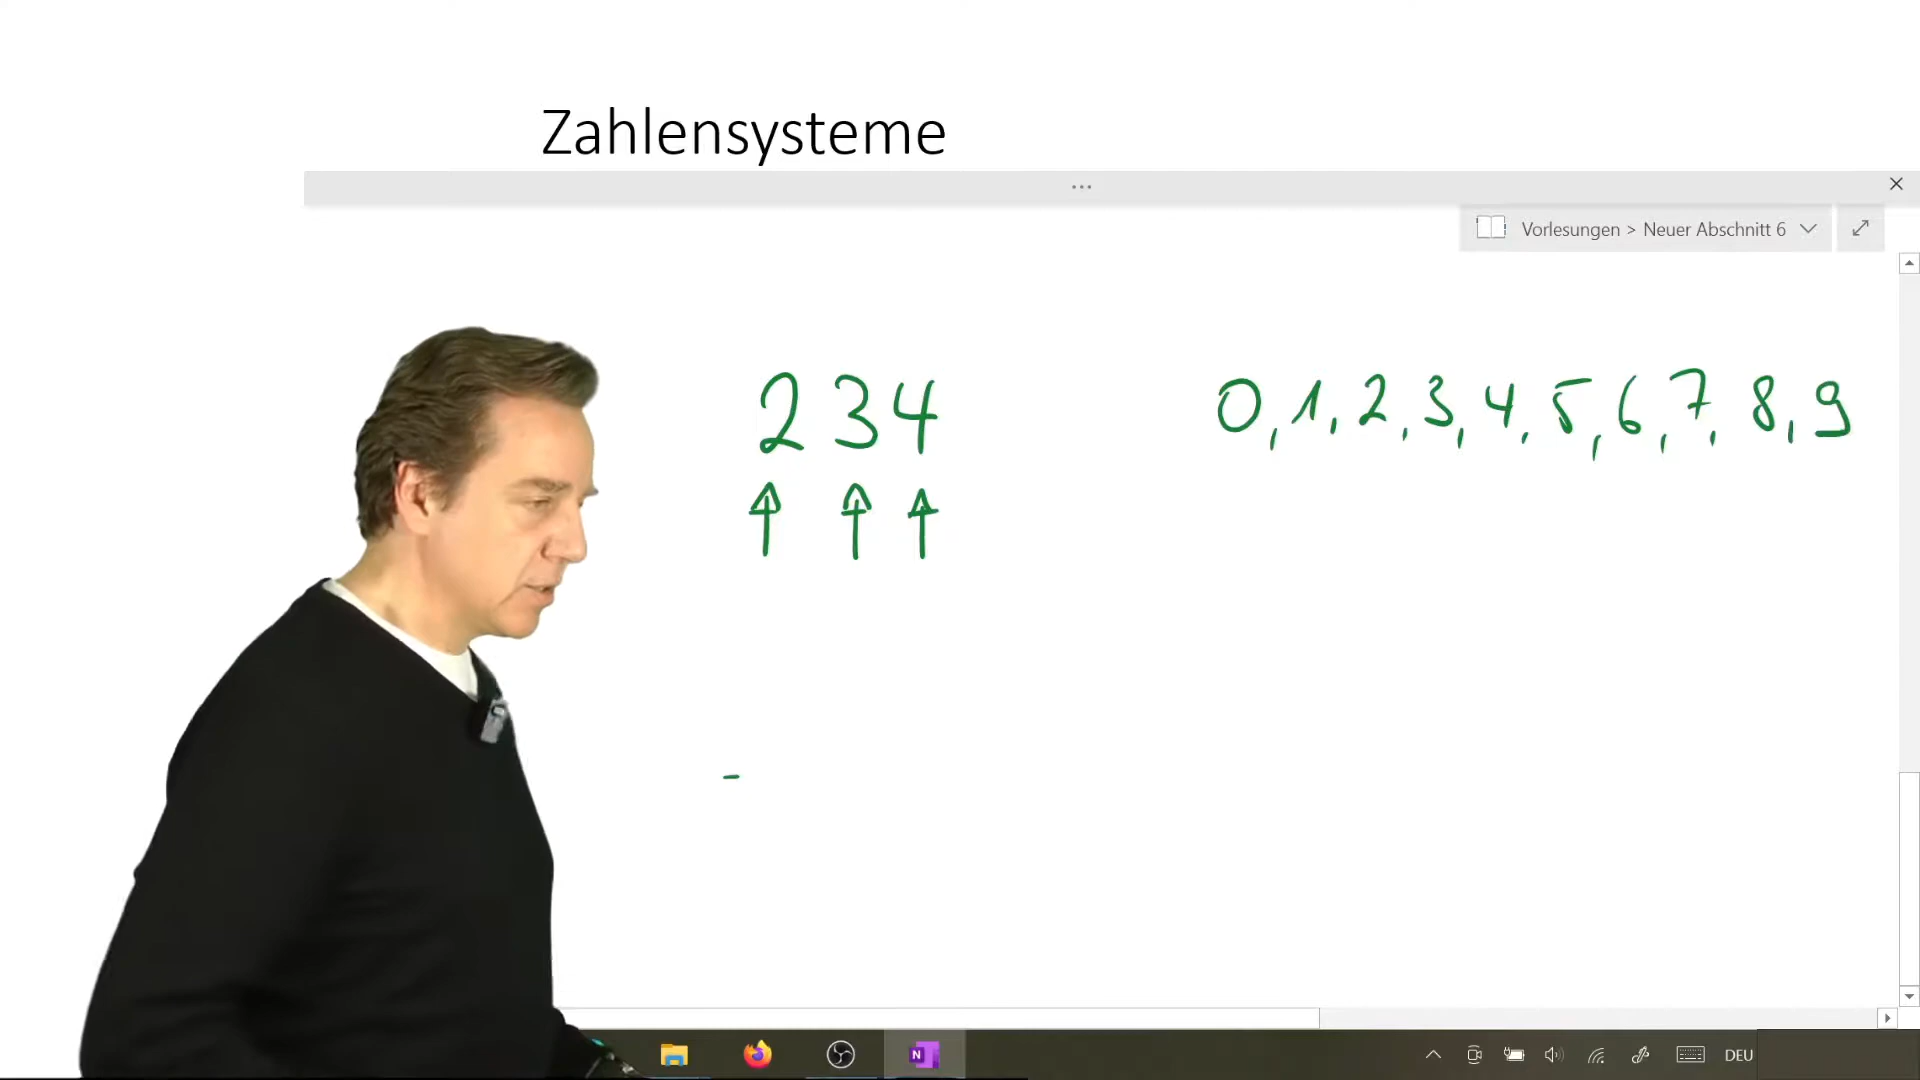 Zahlensysteme
Vorlesungen > Neuer Abschnitt 6
234
0, 1, 2, 3, 4, 5, 6, 7, 8, 9
-
N
DEU